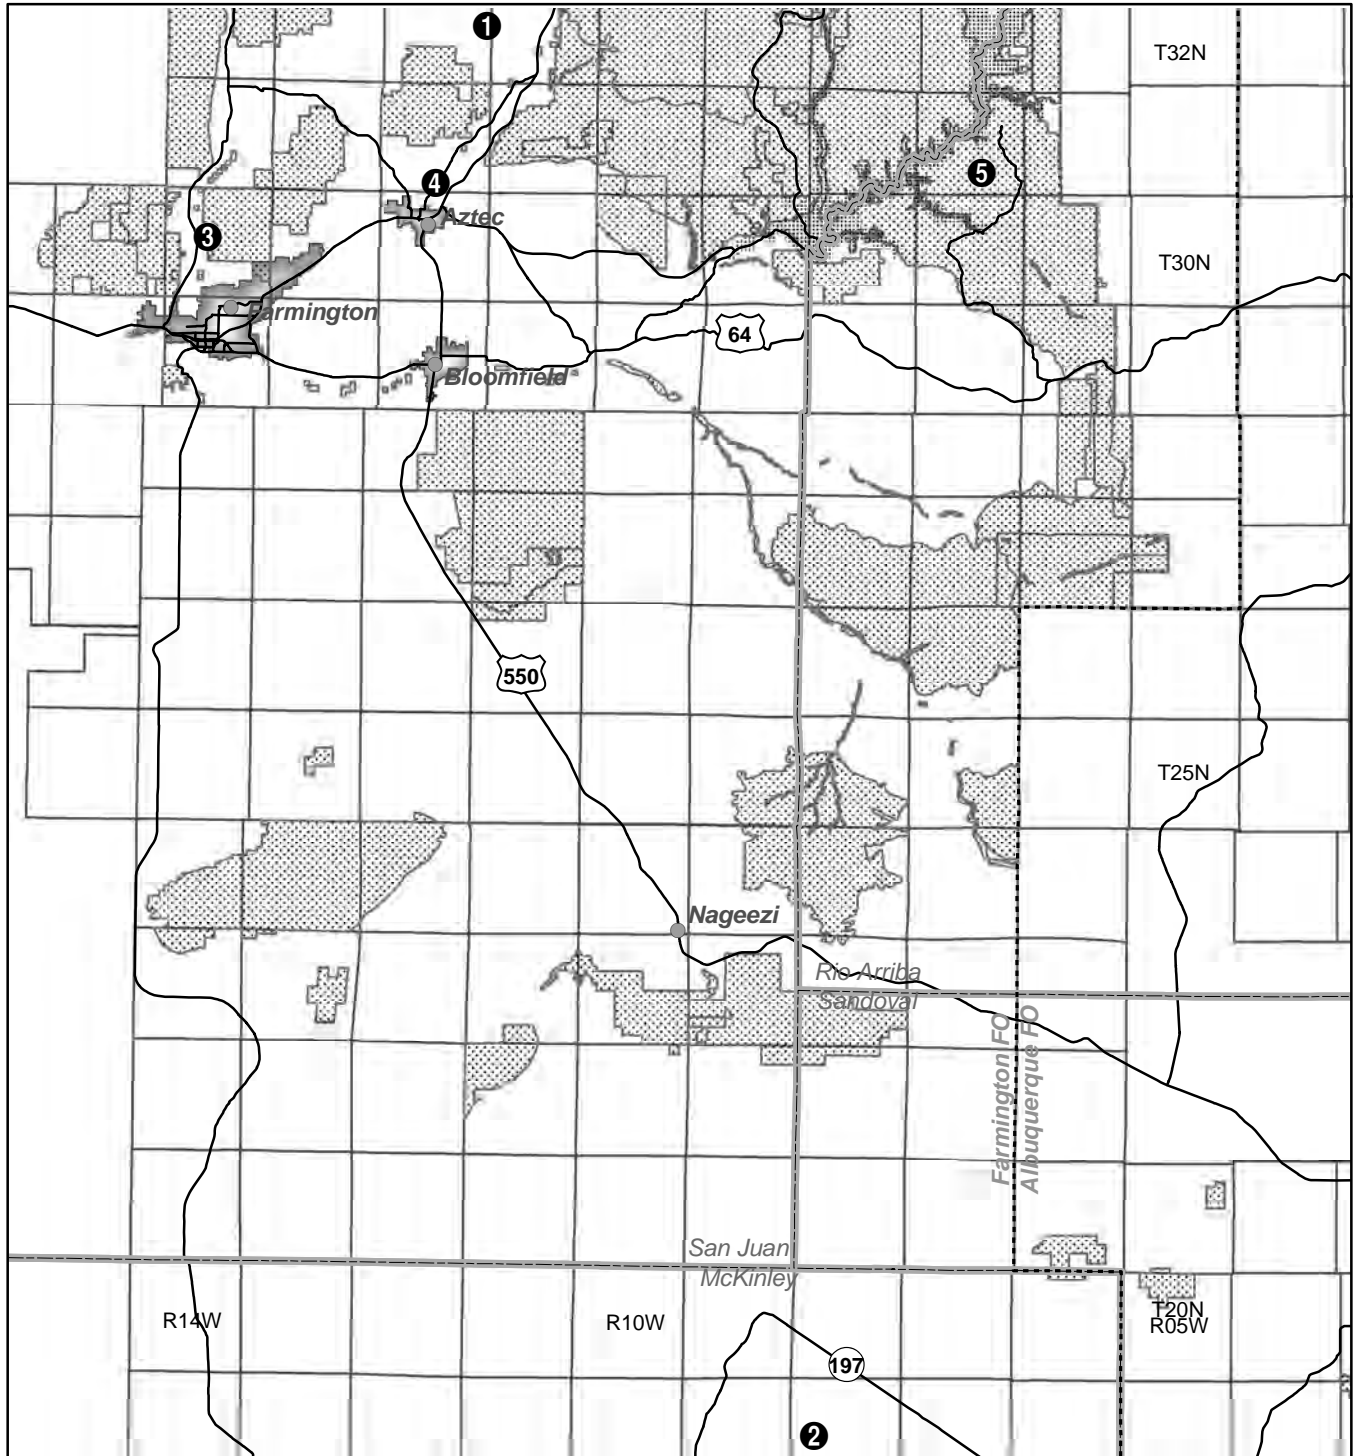 1
T32N
5
4
Aztec
3
T30N
Farmington
64
Bloomfield
550
T25N
Nageezi
Rio Arriba
Sandoval
Farmington FO
Albuquerque FO
San Juan
McKinley
R14W
R10W
T20N
R05W
197
2